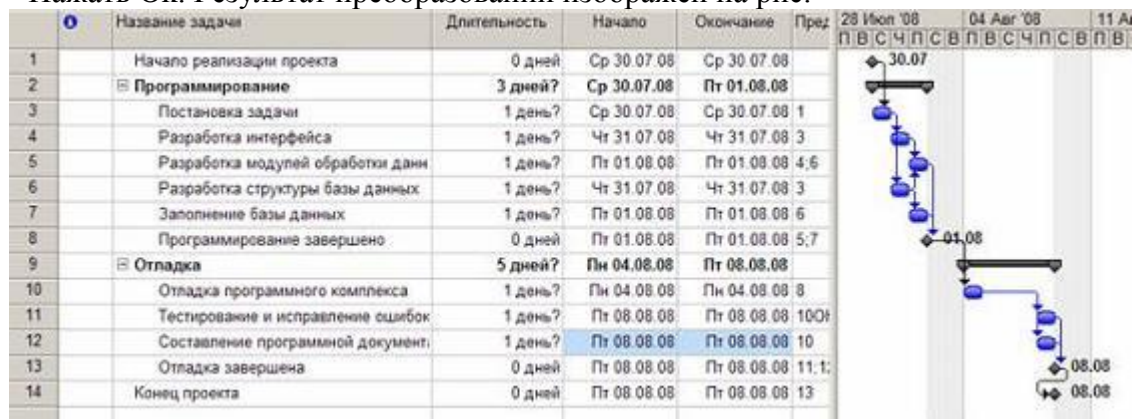 Нажать Ок. Результат преобразований изображен на рис.
Название задачи Длительность Начало Окончание Пред 28 Июл '08 04 Авг '08 11 Ав
П В С Ч П С В П В С Ч П С В П В
1 Начало реализации проекта 0 дней Ср 30.07.08 Ср 30.07.08 30.07
2 Программирование 3 дней? Ср 30.07.08 Пт 01.08.08
3 Постановка задачи 1 день? Ср 30.07.08 Ср 30.07.08 1
4 Разработка интерфейса 1 день? Чт 31.07.08 Чт 31.07.08 3
5 Разработка модулей обработки данн 1 день? Пт 01.08.08 Пт 01.08.08 4;6
6 Разработка структуры базы данных 1 день? Чт 31.07.08 Чт 31.07.08 3
7 Заполнение базы данных 1 день? Пт 01.08.08 Пт 01.08.08 6
8 Программирование завершено 0 дней Пт 01.08.08 Пт 01.08.08 5;7 01.08
9 Отладка 5 дней? Пн 04.08.08 Пт 08.08.08
10 Отладка программного комплекса 1 день? Пн 04.08.08 Пн 04.08.08 8
11 Тестирование и исправление ошибок 1 день? Пт 08.08.08 Пт 08.08.08 10ОН
12 Составление программной документ 1 день? Пт 08.08.08 Пт 08.08.08 10
13 Отладка завершена 0 дней Пт 08.08.08 Пт 08.08.08 11;12 08.08
14 Конец проекта 0 дней Пт 08.08.08 Пт 08.08.08 13 08.08